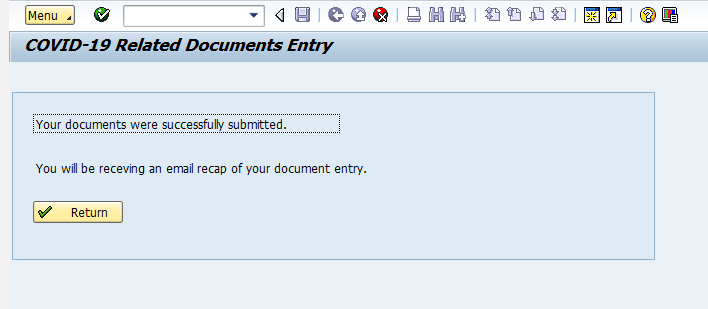 Menu
COVID-19 Related Documents Entry
Your documents were successfully submitted.
You will be receving an email recap of your document entry.
Return